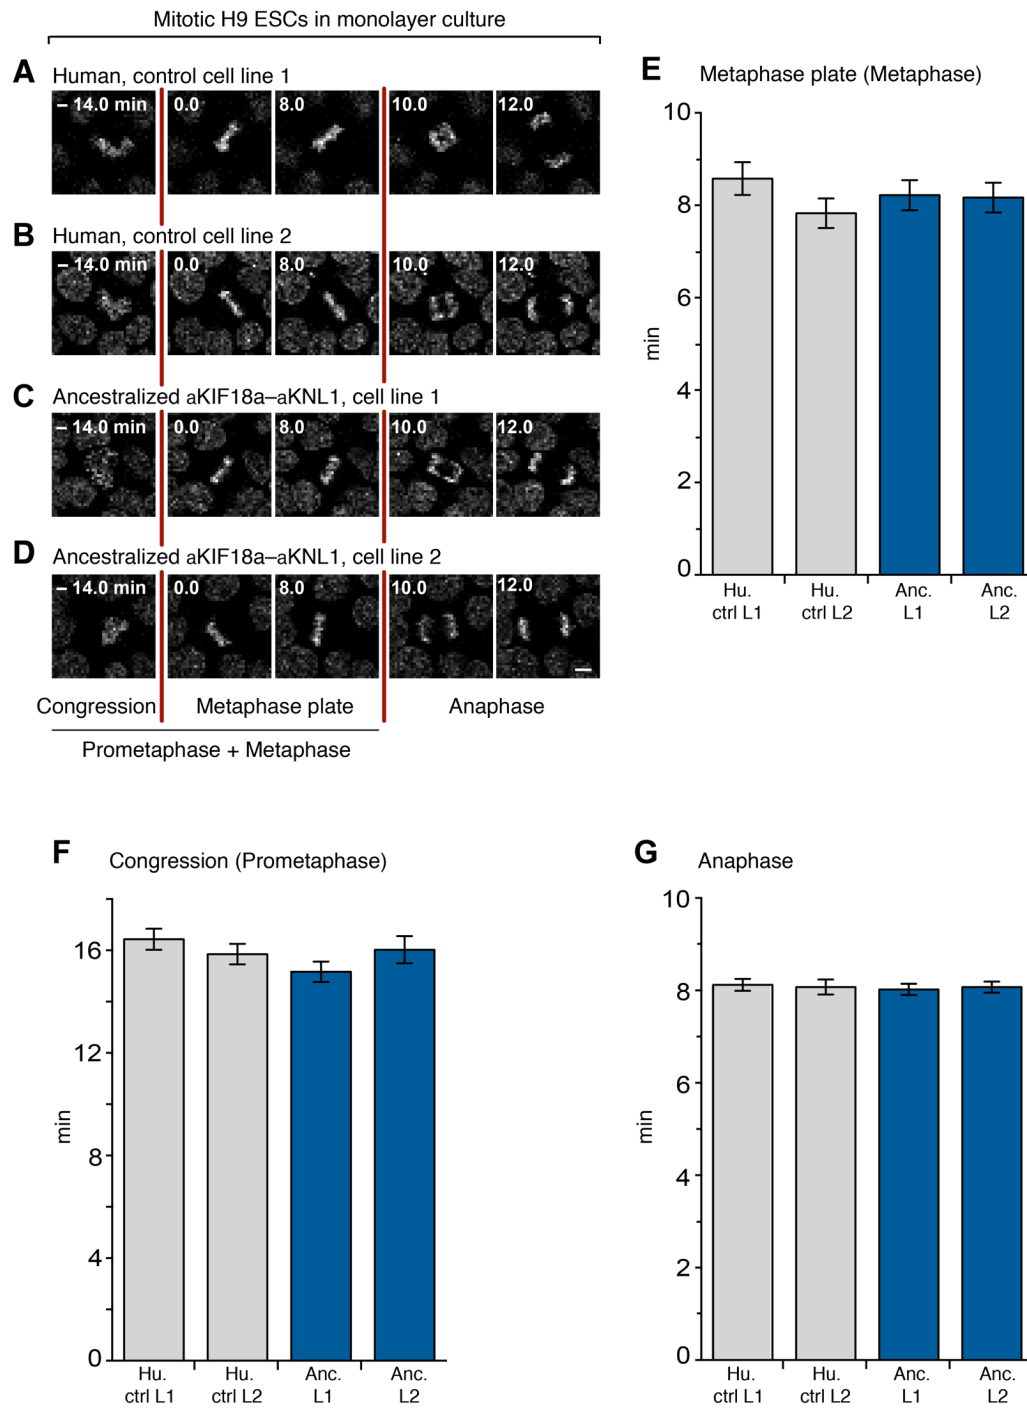 Mitotic H9 ESCs in monolayer culture
A Human, control cell line 1
– 14.0 min 0.0 8.0 10.0 12.0
B Human, control cell line 2
– 14.0 min 0.0 8.0 10.0 12.0
C Ancestralized aKIF18a–aKNL1, cell line 1
– 14.0 min 0.0 8.0 10.0 12.0
D Ancestralized aKIF18a–aKNL1, cell line 2
– 14.0 min 0.0 8.0 10.0 12.0
Congression Metaphase plate Anaphase
Prometaphase + Metaphase
E Metaphase plate (Metaphase)
10
8
6
min
4
2
0
Hu. Hu. Anc. Anc.
ctrl L1 ctrl L2 L1 L2
F Congression (Prometaphase)
16
12
min
8
4
0
Hu. Hu. Anc. Anc.
ctrl L1 ctrl L2 L1 L2
G Anaphase
10
8
6
min
4
2
0
Hu. Hu. Anc. Anc.
ctrl L1 ctrl L2 L1 L2